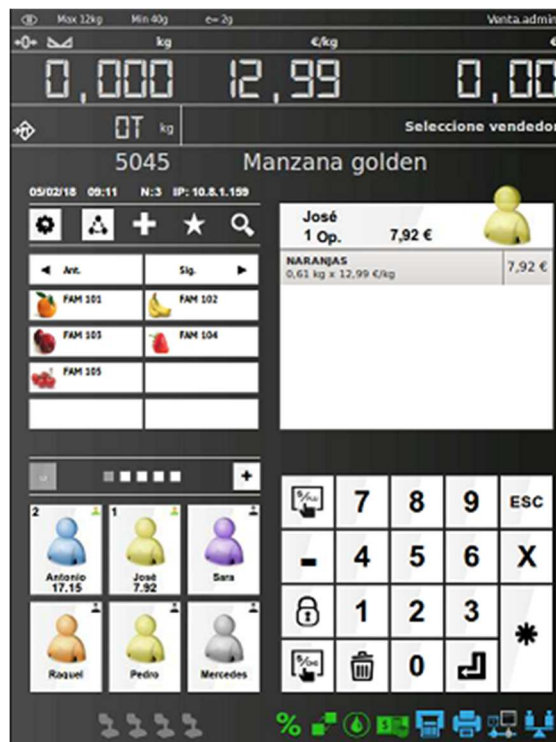 Max 12kg Min 40g e= 2g Venta.admin
→0← kg €/kg €
0,000 12,99 0,00
0T kg Seleccione vendedor
5045 Manzana golden
05/02/18 09:11 N:3 IP: 10.8.1.159
José
1 Op. 7,92 €
◄ Ant. Sig. ►
NARANJAS 7,92 €
0,61 kg x 12,99 €/kg
FAM 101 FAM 102
FAM 103 FAM 104
FAM 105
+
2 1
Antonio José Sara
17.15 7.92
Raquel Pedro Mercedes
7 8 9 ESC
- 4 5 6 X
1 2 3
*
0
%